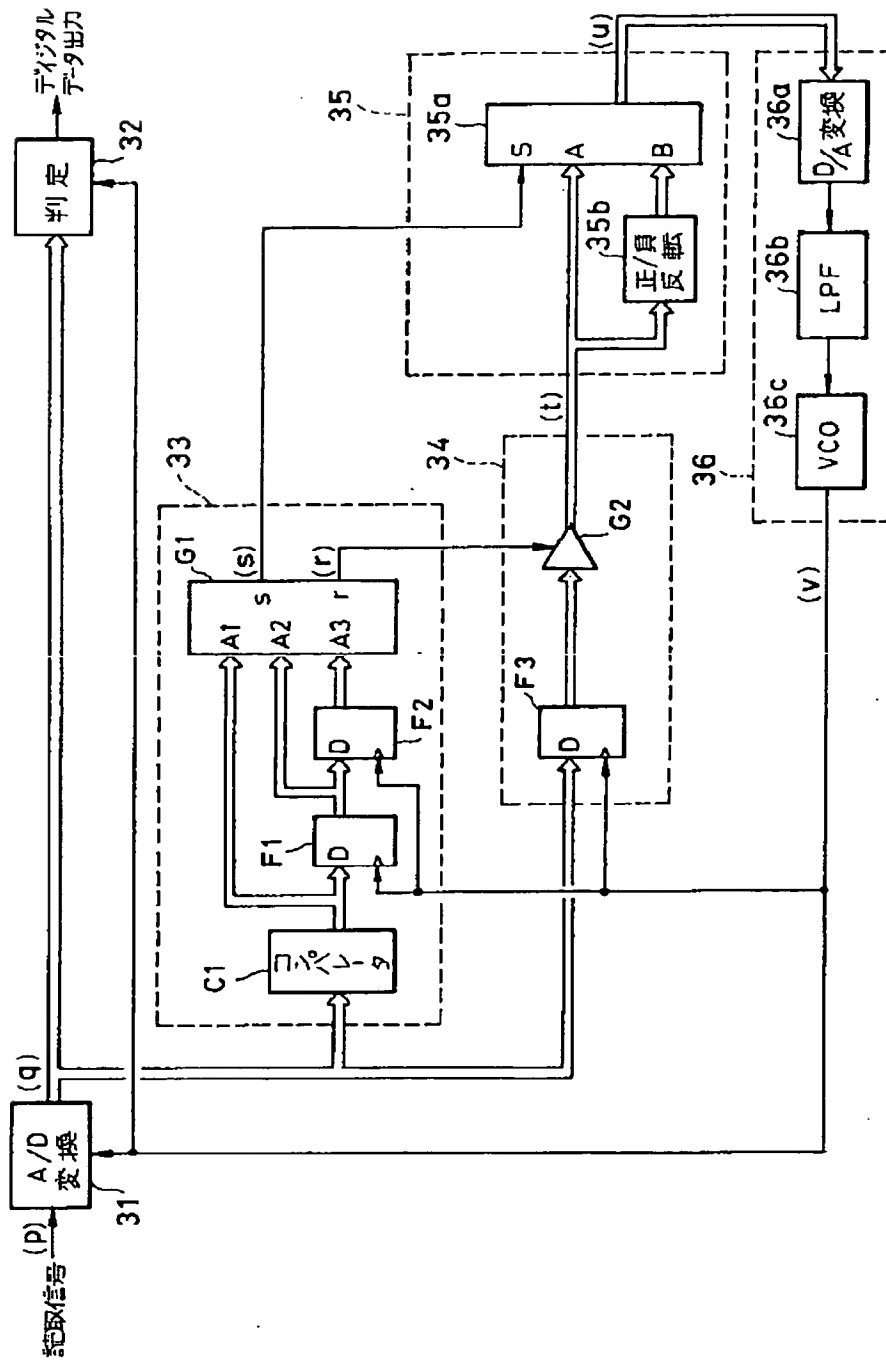 読取信号
(p)
A/D
変換
31
(q)
判定
32
ディジタル
データ出力
33
C1
コンパレータ
F1
D
F2
D
G1
A1
A2
A3
s
r
(s)
(r)
34
F3
D
G2
(t)
35
35a
S
A
B
35b
正/負
反転
(u)
36
36a
D/A変換
36b
LPF
36c
VCO
(v)